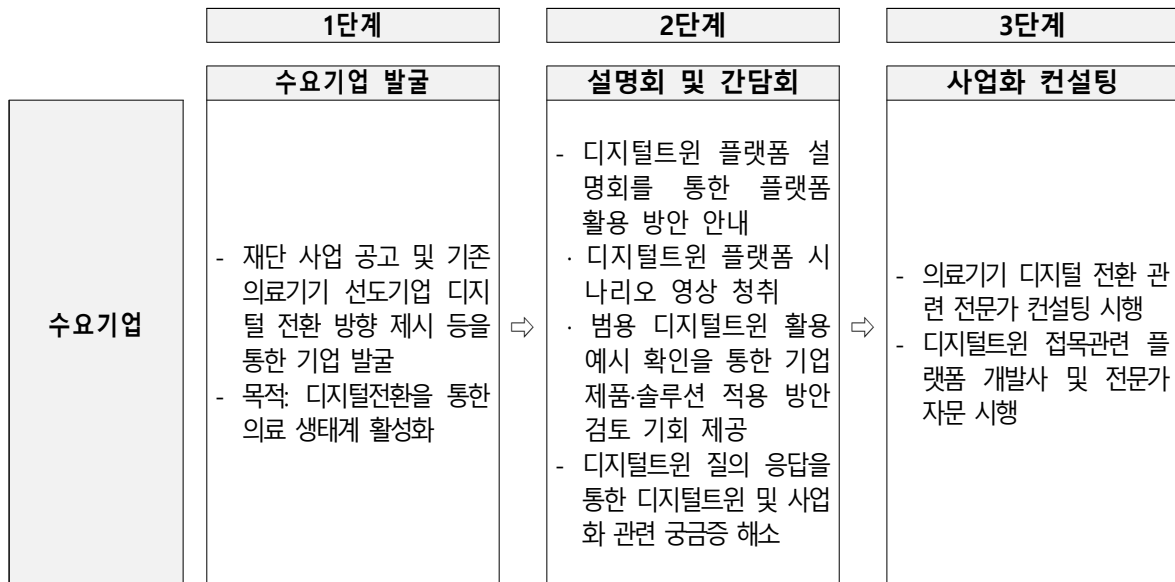 1단계
2단계
3단계
수요기업 발굴
설명회 및 간담회
사업화 컨설팅
수요기업
- 재단 사업 공고 및 기존
의료기기 선도기업 디지
털 전환 방향 제시 등을
통한 기업 발굴
- 목적: 디지털전환을 통한
의료 생태계 활성화
⇨
- 디지털트윈 플랫폼 설
명회를 통한 플랫폼
활용 방안 안내
· 디지털트윈 플랫폼 시
나리오 영상 청취
· 범용 디지털트윈 활용
예시 확인을 통한 기업
제품·솔루션 적용 방안
검토 기회 제공
- 디지털트윈 질의 응답을
통한 디지털트윈 및 사업
화 관련 궁금증 해소
⇨
- 의료기기 디지털 전환 관
련 전문가 컨설팅 시행
- 디지털트윈 접목관련 플
랫폼 개발사 및 전문가
자문 시행